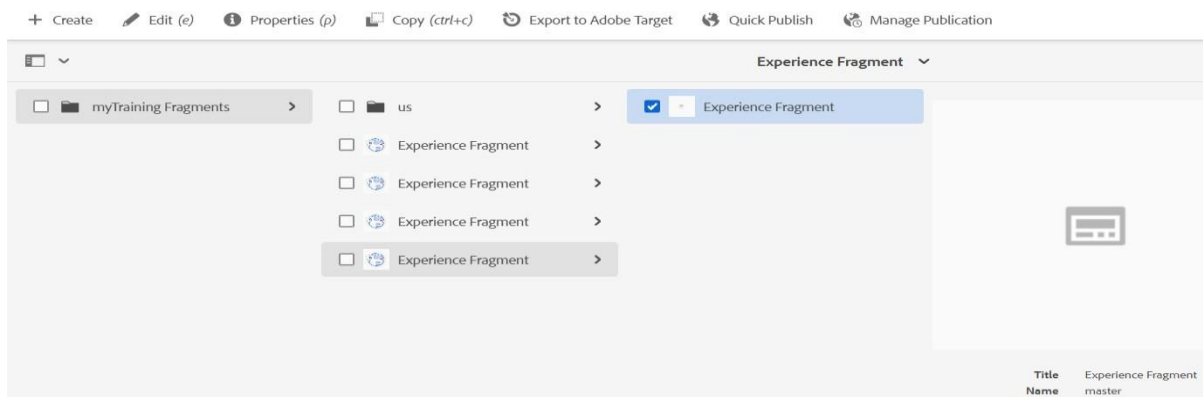 + Create Edit (e) Properties (p) Copy (ctrl+c) Export to Adobe Target Quick Publish Manage Publication
Experience Fragment
myTraining Fragments
us
Experience Fragment
Experience Fragment
Experience Fragment
Experience Fragment
Experience Fragment
Title Experience Fragment
Name master